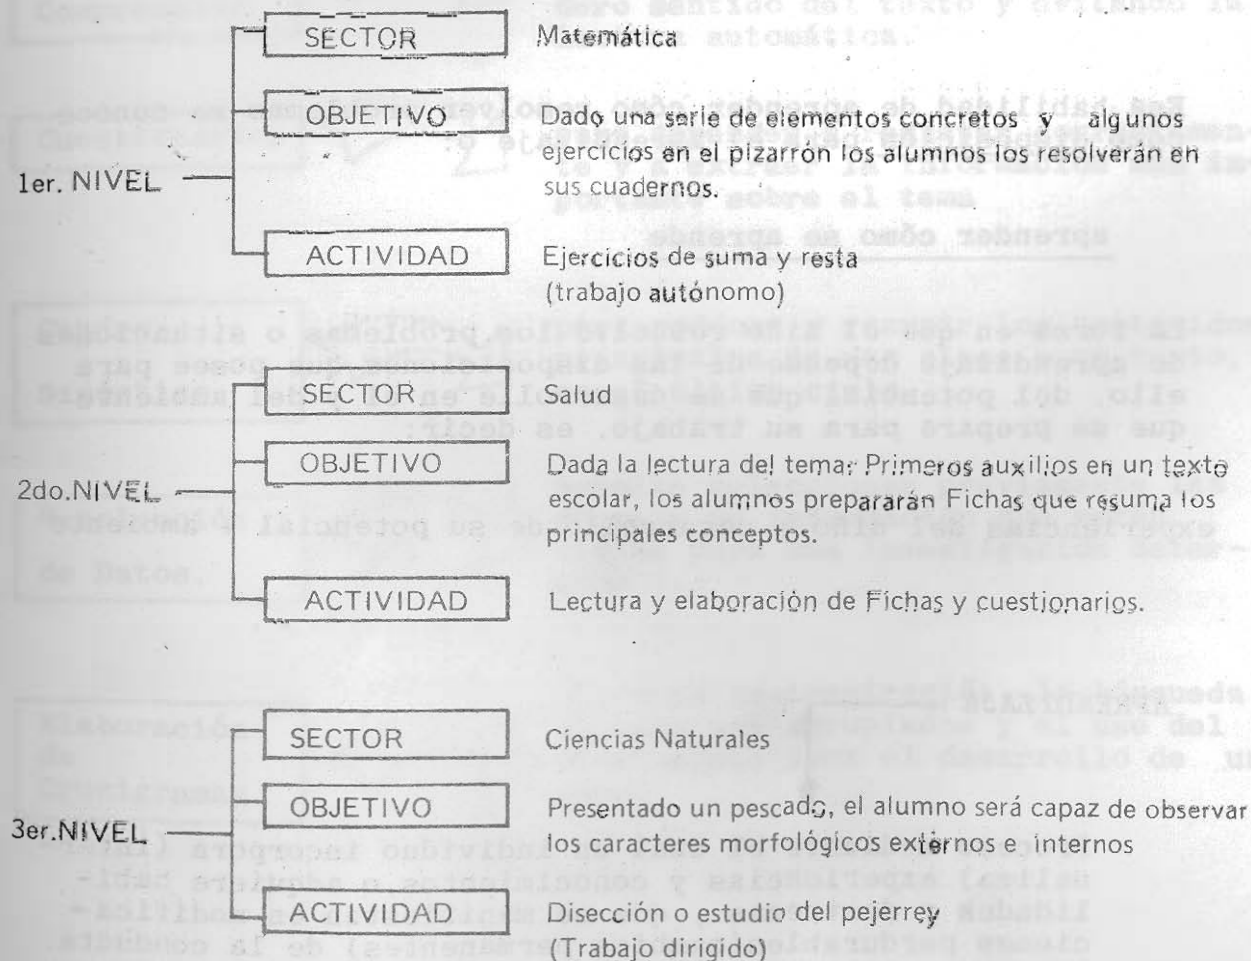 SECTOR Matemática
OBJETIVO Dado una serie de elementos concretos y algunos
ejercicios en el pizarrón los alumnos los resolverán en
1er. NIVEL
sus cuadernos.
ACTIVIDAD Ejercicios de suma y resta
(trabajo autónomo)
SECTOR Salud
OBJETIVO Dada la lectura del tema: Primeros auxilios en un texto
2do.NIVEL
escolar, los alumnos prepararán Fichas que resuma los
principales conceptos.
ACTIVIDAD Lectura y elaboración de Fichas y cuestionarios.
SECTOR Ciencias Naturales
OBJETIVO Presentado un pescado, el alumno será capaz de observar
3er.NIVEL
los caracteres morfológicos externos e internos
ACTIVIDAD Disección o estudio del pejerrey
(Trabajo dirigido)